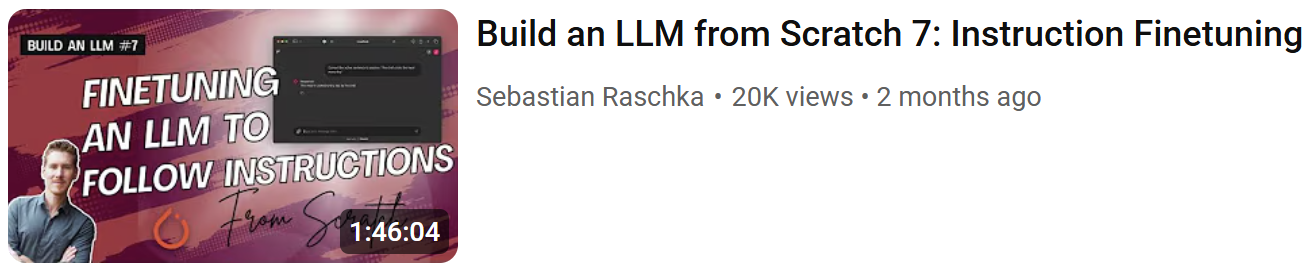 BUILD AN LLM #7
FINETUNING
AN LLM TO
FOLLOW INSTRUCTIONS
From Scratch
1:46:04
Build an LLM from Scratch 7: Instruction Finetuning
Sebastian Raschka • 20K views • 2 months ago